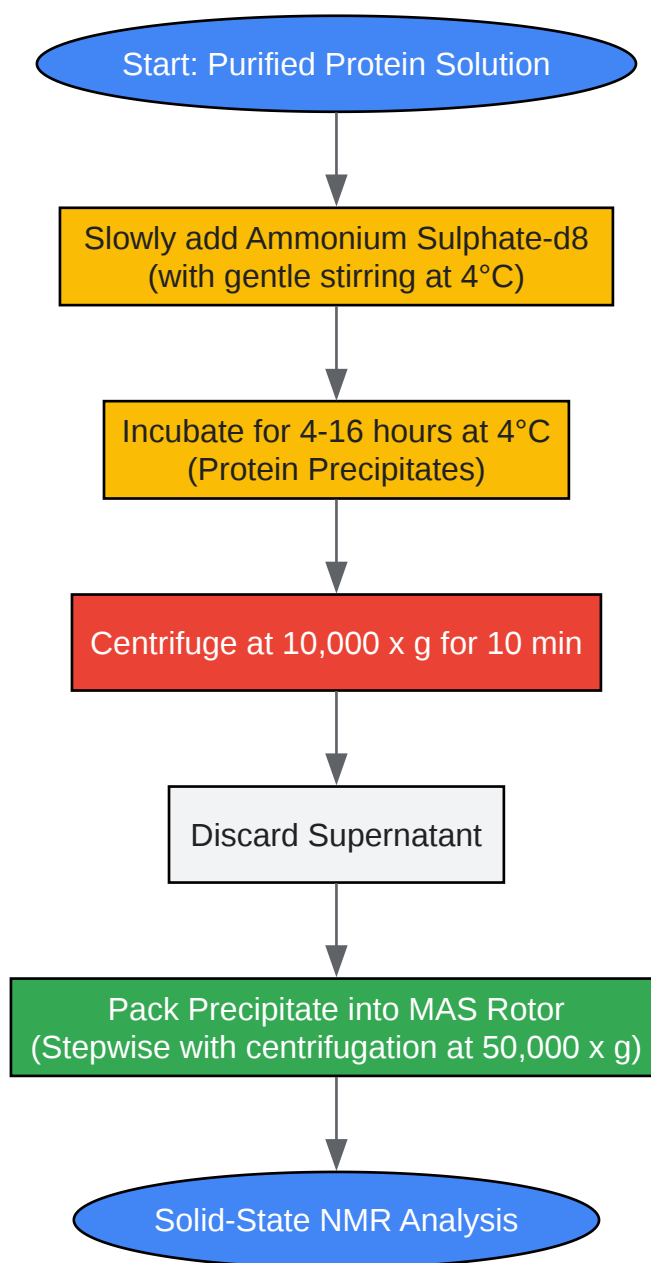 Start: Purified Protein Solution
Slowly add Ammonium Sulphate-d8
(with gentle stirring at 4°C)
Incubate for 4-16 hours at 4°C
(Protein Precipitates)
Centrifuge at 10,000 x g for 10 min
Discard Supernatant
Pack Precipitate into MAS Rotor
(Stepwise with centrifugation at 50,000 x g)
Solid-State NMR Analysis